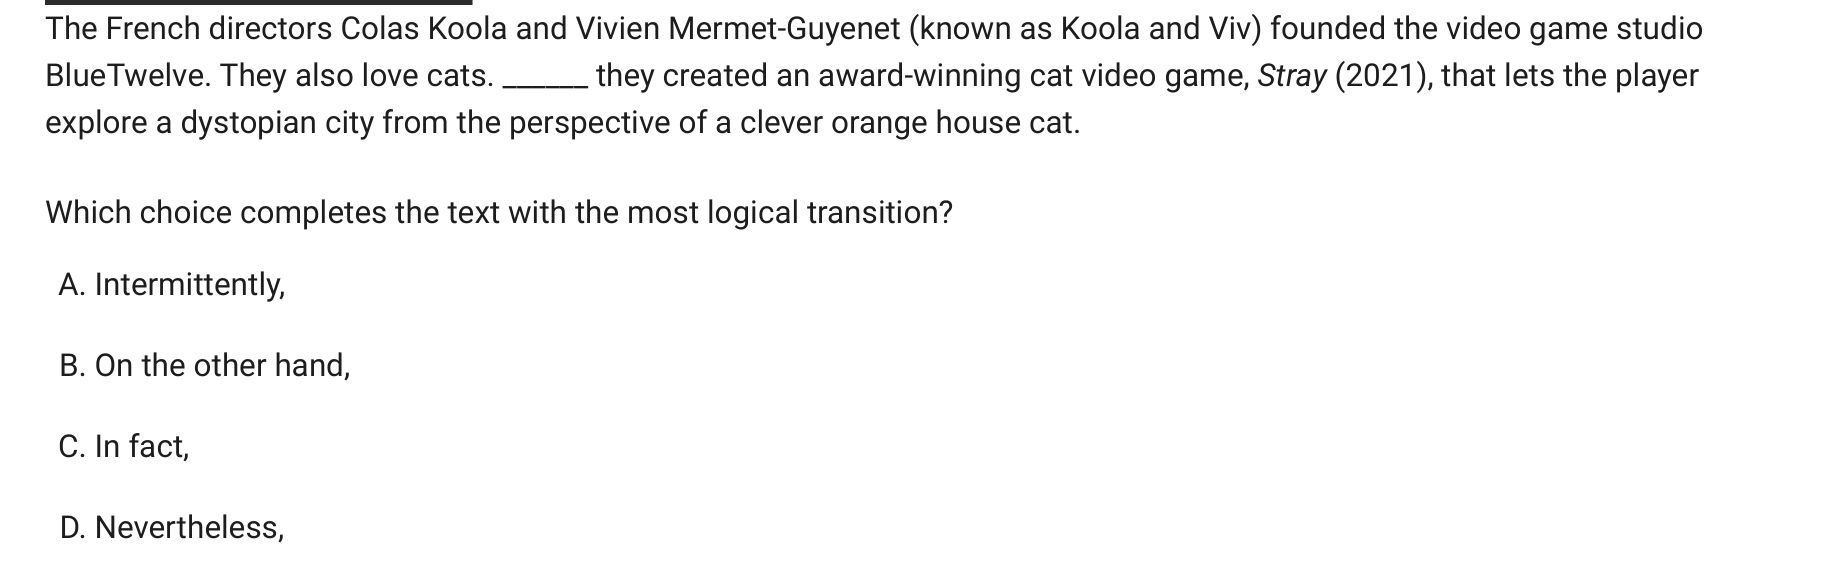 The French directors Colas Koola and Vivien Mermet-Guyenet (known as Koola and Viv) founded the video game studio
BlueTwelve. They also love cats. ______ they created an award-winning cat video game, Stray (2021), that lets the player
explore a dystopian city from the perspective of a clever orange house cat.
Which choice completes the text with the most logical transition?
A. Intermittently,
B. On the other hand,
C. In fact,
D. Nevertheless,